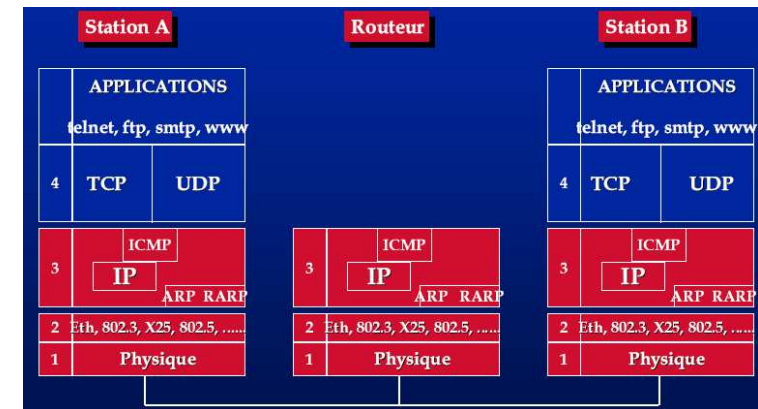 Station A
Routeur
Station B
APPLICATIONS
telnet, ftp, smtp, www
4 TCP UDP
3 ICMP
IP
ARP RARP
2 Eth, 802.3, X25, 802.5, ......
1 Physique
3 ICMP
IP
ARP RARP
2 Eth, 802.3, X25, 802.5, ......
1 Physique
APPLICATIONS
telnet, ftp, smtp, www
4 TCP UDP
3 ICMP
IP
ARP RARP
2 Eth, 802.3, X25, 802.5, ......
1 Physique